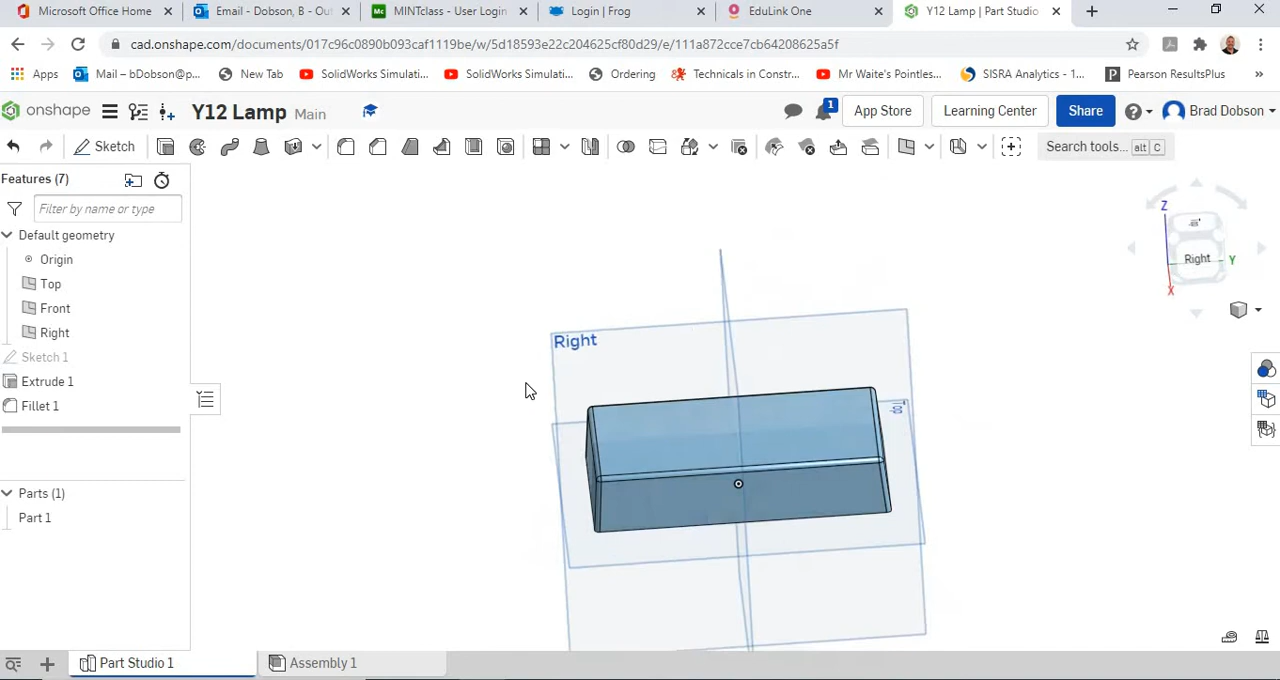 Microsoft Office Home
Email - Dobson, B - Out
MINTclass - User Login
Login | Frog
EduLink One
Y12 Lamp | Part Studio
cad.onshape.com/documents/017c96c0890b093caf1119be/w/5d18593e22c204625cf80d29/e/111a872cce7cb64208625a5f
Apps
Mail – bDobson@p...
New Tab
SolidWorks Simulati...
SolidWorks Simulati...
Ordering
Technicals in Constr...
Mr Waite's Pointles...
SISRA Analytics - 1...
Pearson ResultsPlus
»
onshape
Y12 Lamp Main
1
App Store
Learning Center
Share
Brad Dobson
Sketch
Search tools... alt C
Features (7)
Filter by name or type
Default geometry
Origin
Top
Front
Right
Sketch 1
Extrude 1
Fillet 1
Parts (1)
Part 1
Right
Top
Z
Right
Y
X
Part Studio 1
Assembly 1